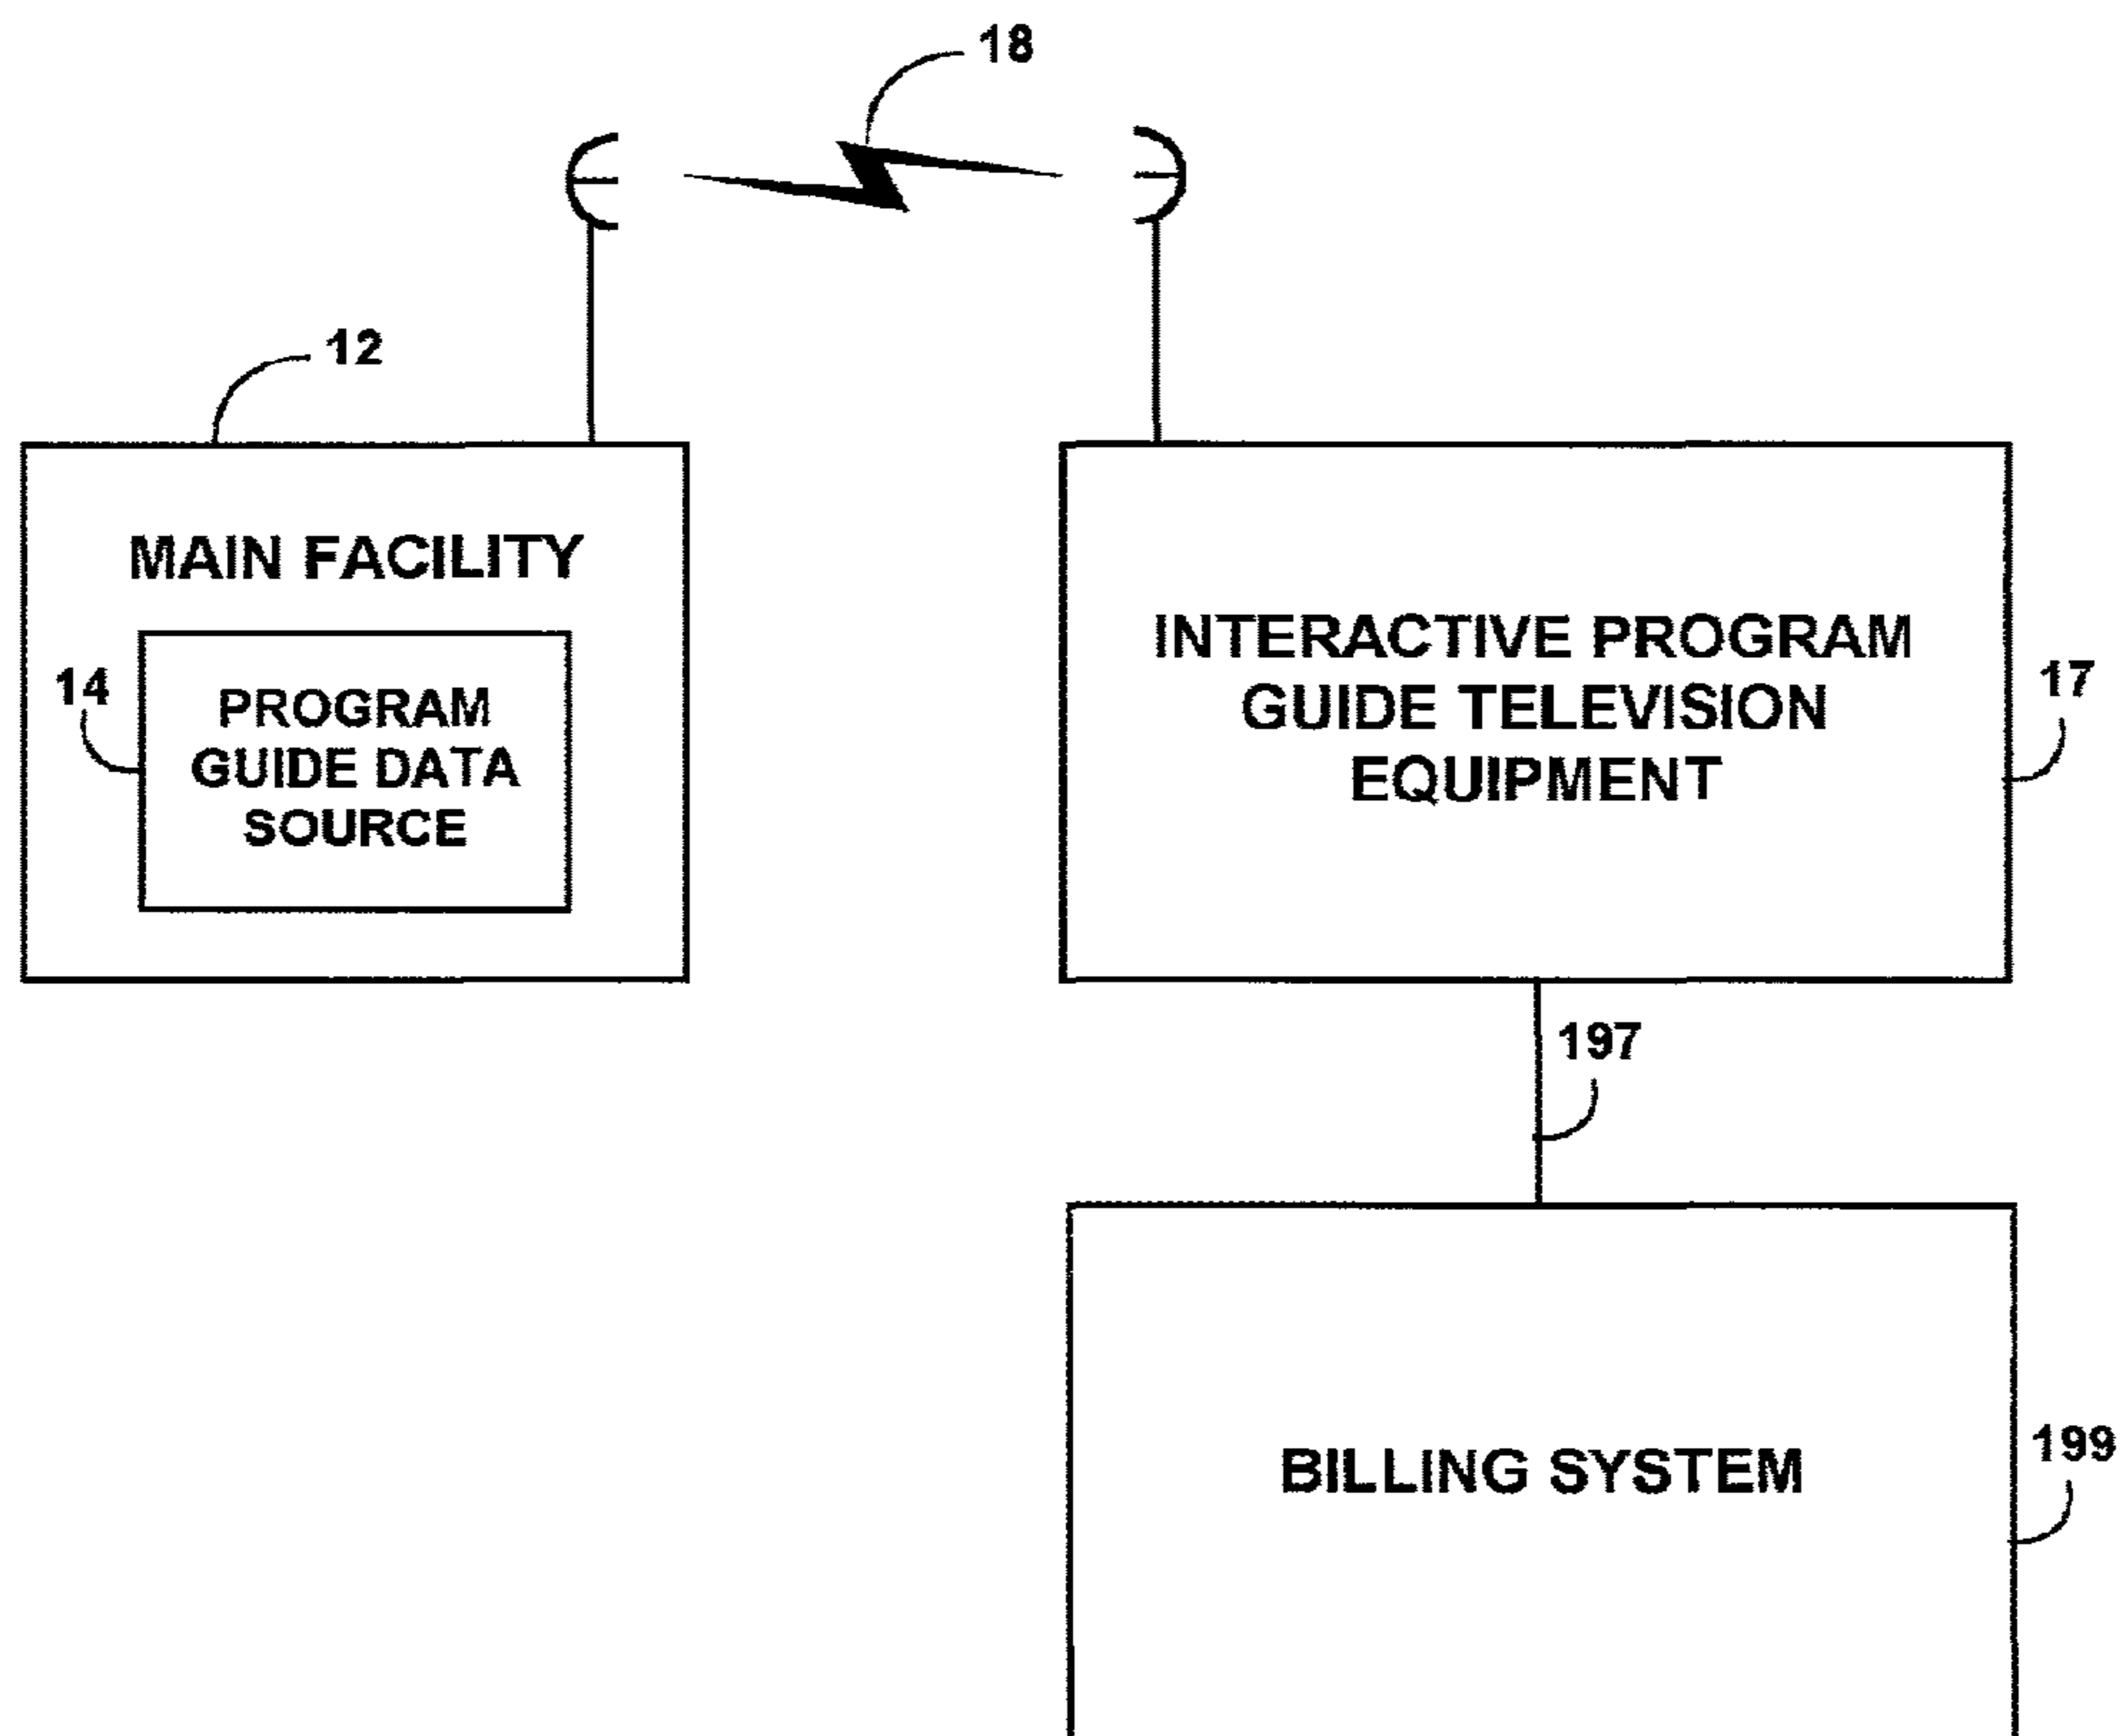 18
12
MAIN FACILITY
14
PROGRAM
GUIDE DATA
SOURCE
INTERACTIVE PROGRAM
GUIDE TELEVISION
EQUIPMENT
17
197
BILLING SYSTEM
199